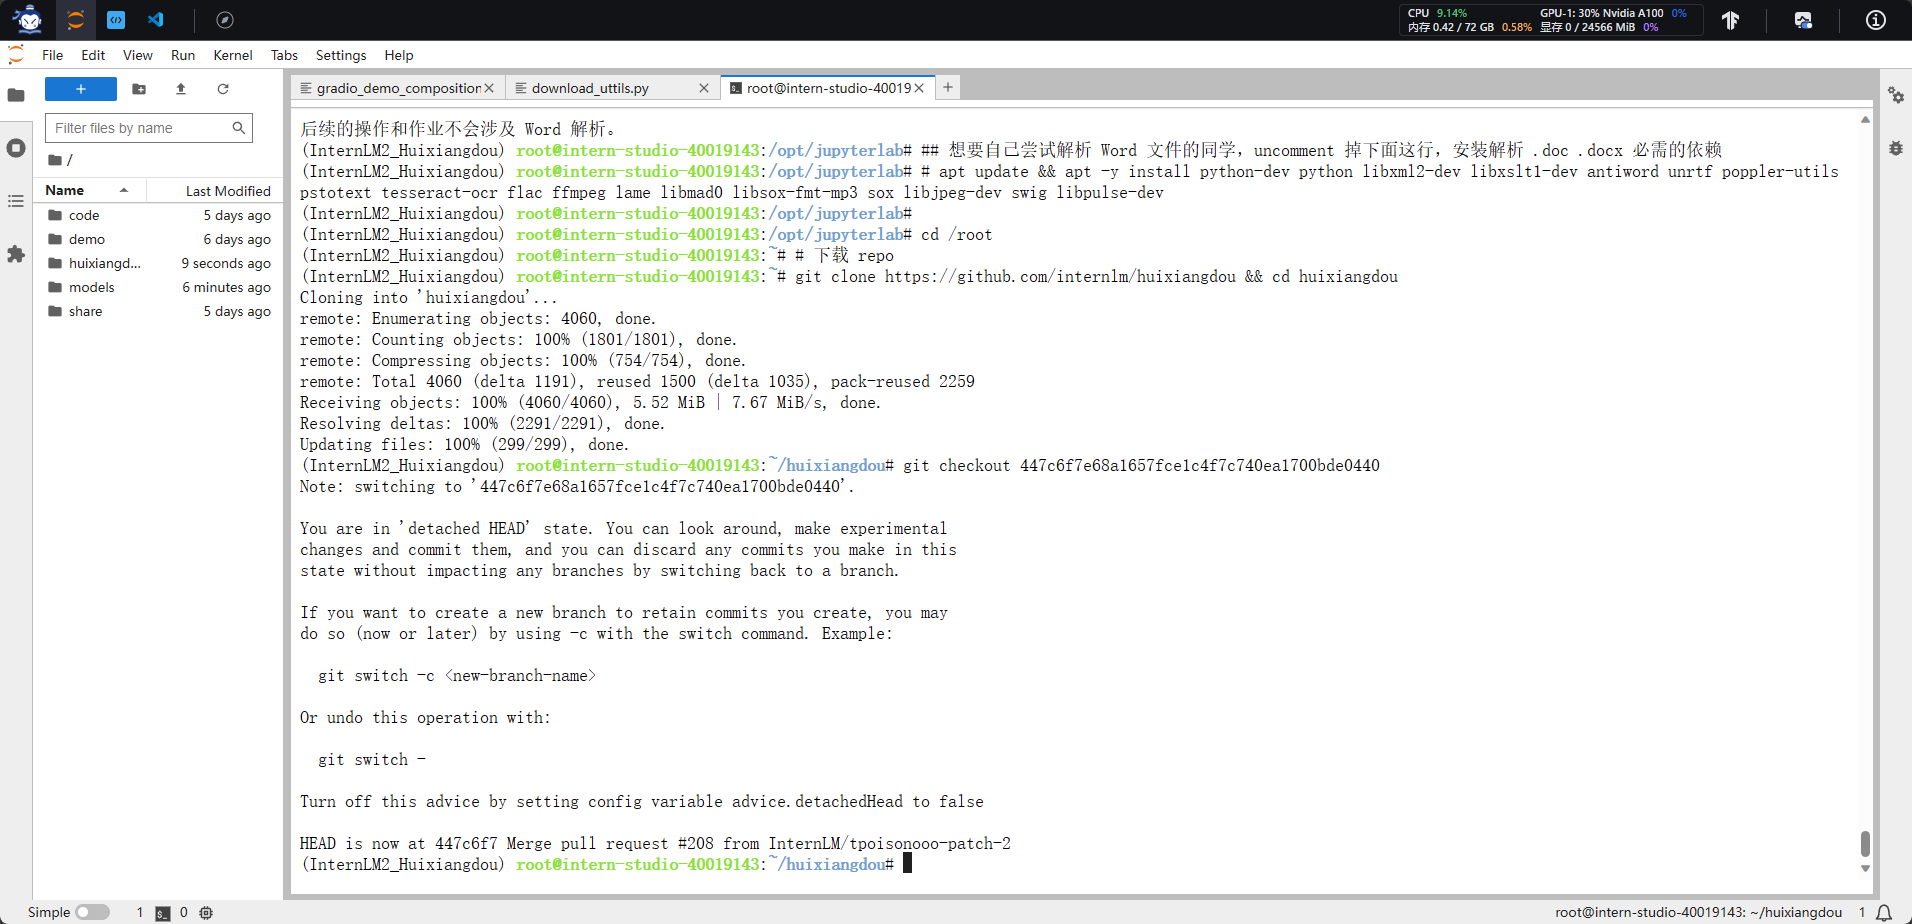 CPU 9.14% GPU-1: 30% Nvidia A100 0%
内存 0.42 / 72 GB 0.58% 显存 0 / 24566 MiB 0%
File Edit View Run Kernel Tabs Settings Help
gradio_demo_composition
download_uttils.py
root@intern-studio-40019
Filter files by name
/
Name Last Modified
code 5 days ago
demo 6 days ago
huixiangd... 9 seconds ago
models 6 minutes ago
share 5 days ago
后续的操作和作业不会涉及 Word 解析。
(InternLM2_Huixiangdou) root@intern-studio-40019143:/opt/jupyterlab# ## 想要自己尝试解析 Word 文件的同学，uncomment 掉下面这行，安装解析 .doc .docx 必需的依赖
(InternLM2_Huixiangdou) root@intern-studio-40019143:/opt/jupyterlab# # apt update && apt -y install python-dev python libxml2-dev libxslt1-dev antiword unrtf poppler-utils
pstotext tesseract-ocr flac ffmpeg lame libmad0 libsox-fmt-mp3 sox libjpeg-dev swig libpulse-dev
(InternLM2_Huixiangdou) root@intern-studio-40019143:/opt/jupyterlab#
(InternLM2_Huixiangdou) root@intern-studio-40019143:/opt/jupyterlab# cd /root
(InternLM2_Huixiangdou) root@intern-studio-40019143:~# # 下载 repo
(InternLM2_Huixiangdou) root@intern-studio-40019143:~# git clone https://github.com/internlm/huixiangdou && cd huixiangdou
Cloning into 'huixiangdou'...
remote: Enumerating objects: 4060, done.
remote: Counting objects: 100% (1801/1801), done.
remote: Compressing objects: 100% (754/754), done.
remote: Total 4060 (delta 1191), reused 1500 (delta 1035), pack-reused 2259
Receiving objects: 100% (4060/4060), 5.52 MiB | 7.67 MiB/s, done.
Resolving deltas: 100% (2291/2291), done.
Updating files: 100% (299/299), done.
(InternLM2_Huixiangdou) root@intern-studio-40019143:~/huixiangdou# git checkout 447c6f7e68a1657fce1c4f7c740ea1700bde0440
Note: switching to '447c6f7e68a1657fce1c4f7c740ea1700bde0440'.
You are in 'detached HEAD' state. You can look around, make experimental
changes and commit them, and you can discard any commits you make in this
state without impacting any branches by switching back to a branch.
If you want to create a new branch to retain commits you create, you may
do so (now or later) by using -c with the switch command. Example:
git switch -c <new-branch-name>
Or undo this operation with:
git switch -
Turn off this advice by setting config variable advice.detachedHead to false
HEAD is now at 447c6f7 Merge pull request #208 from InternLM/tpoisonooo-patch-2
(InternLM2_Huixiangdou) root@intern-studio-40019143:~/huixiangdou#
Simple 1 0 root@intern-studio-40019143: ~/huixiangdou 1